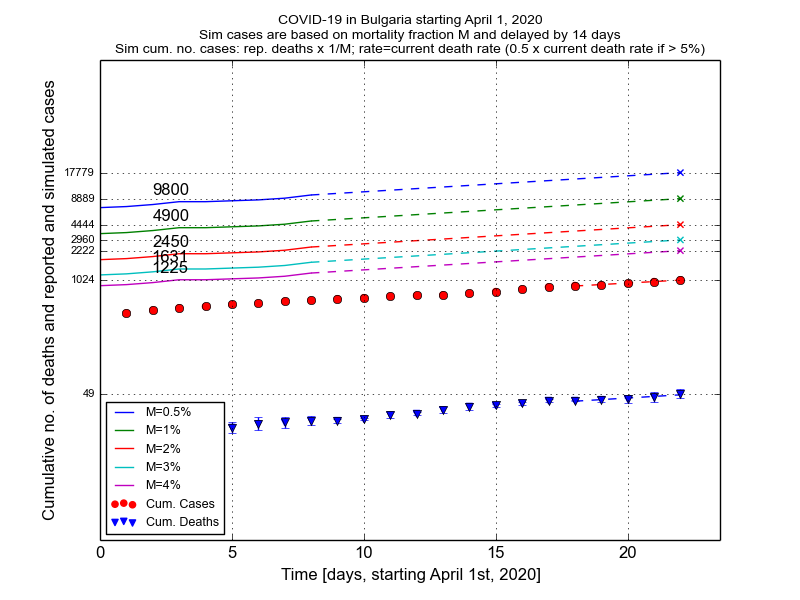 COVID-19 in Bulgaria starting April 1, 2020
Sim cases are based on mortality fraction M and delayed by 14 days
Sim cum. no. cases: rep. deaths x 1/M; rate=current death rate (0.5 x current death rate if > 5%)
Cumulative no. of deaths and reported and simulated cases
17779
8889
4444
2960
2222
1024
49
9800
4900
2450
1631
1225
M=0.5%
M=1%
M=2%
M=3%
M=4%
Cum. Cases
Cum. Deaths
0 5 10 15 20
Time [days, starting April 1st, 2020]